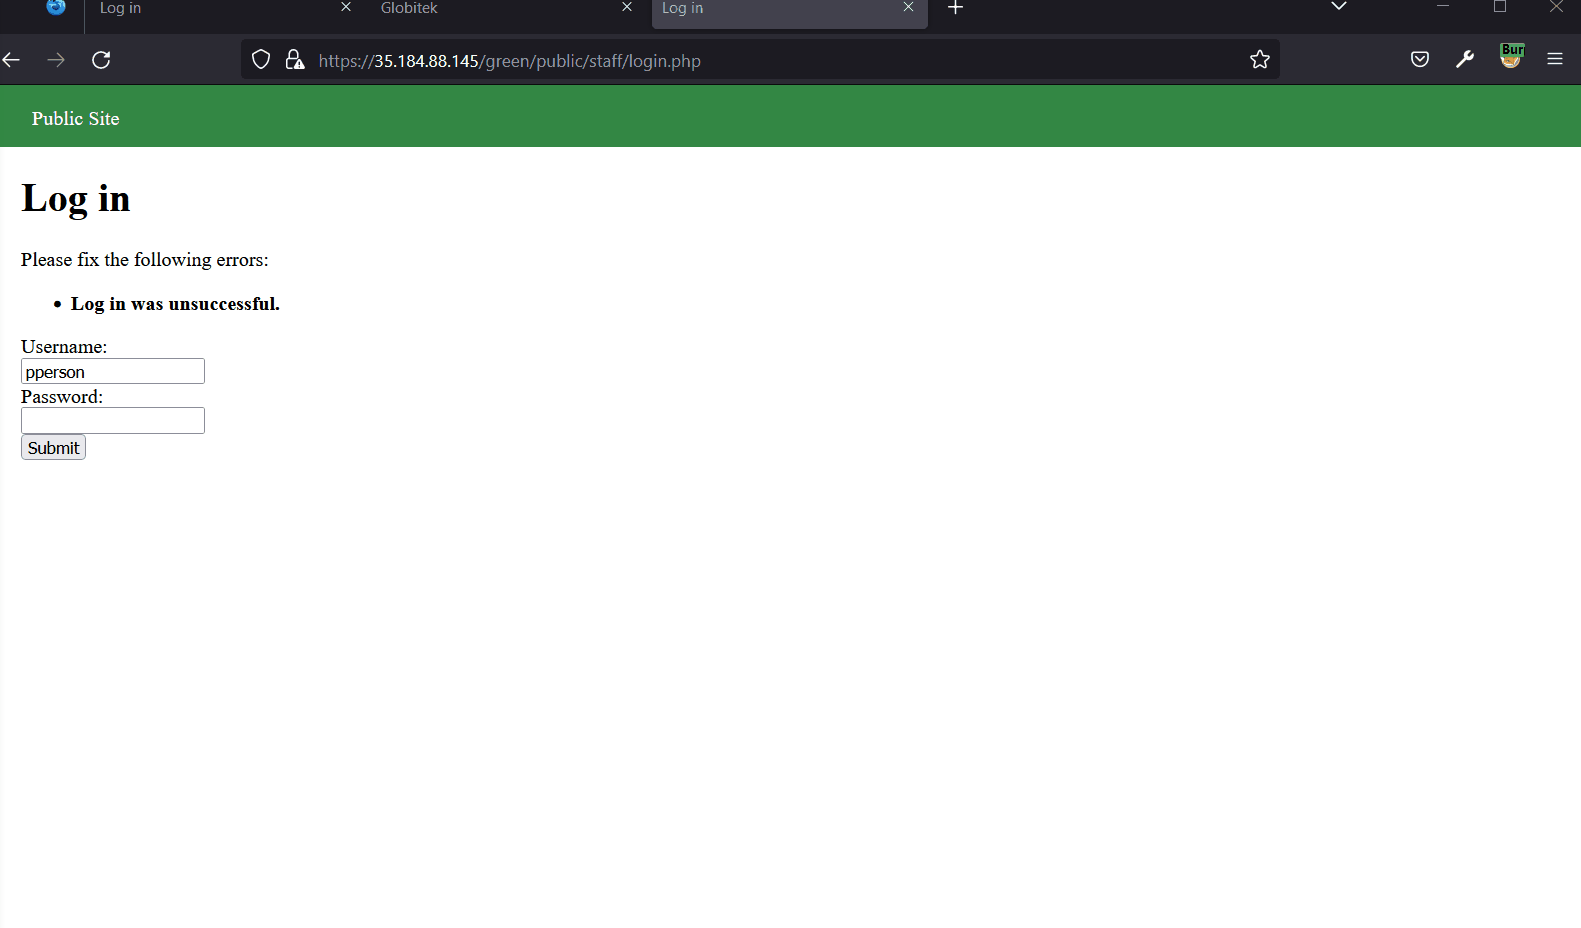 Log in
Globitek
Log in
https://35.184.88.145/green/public/staff/login.php
Bur
Public Site
Log in
Please fix the following errors:
• Log in was unsuccessful.
Username:
pperson
Password:
Submit